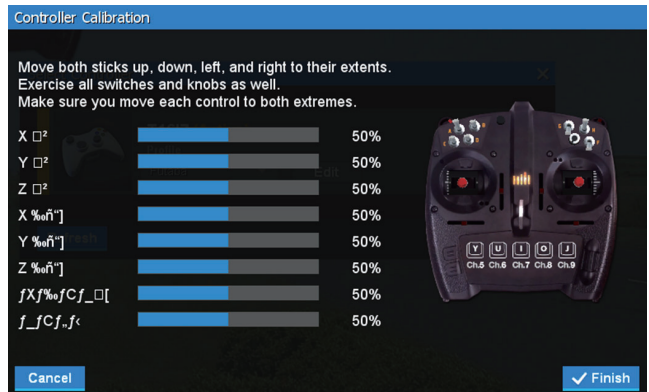 Controller Calibration
Move both sticks up, down, left, and right to their extents.
Exercise all switches and knobs as well.
Make sure you move each control to both extremes.
X □² 50%
Y □² 50%
Z □² 50%
X ‰ñ“] 50%
Y ‰ñ“] 50%
Z ‰ñ“] 50%
ƒXƒ‰ƒCƒ_□[ 50%
ƒ_ƒCƒ„ƒ‹ 50%
Edit
Refresh
Y U I O J
Ch.5 Ch.6 Ch.7 Ch.8 Ch.9
Cancel
Finish